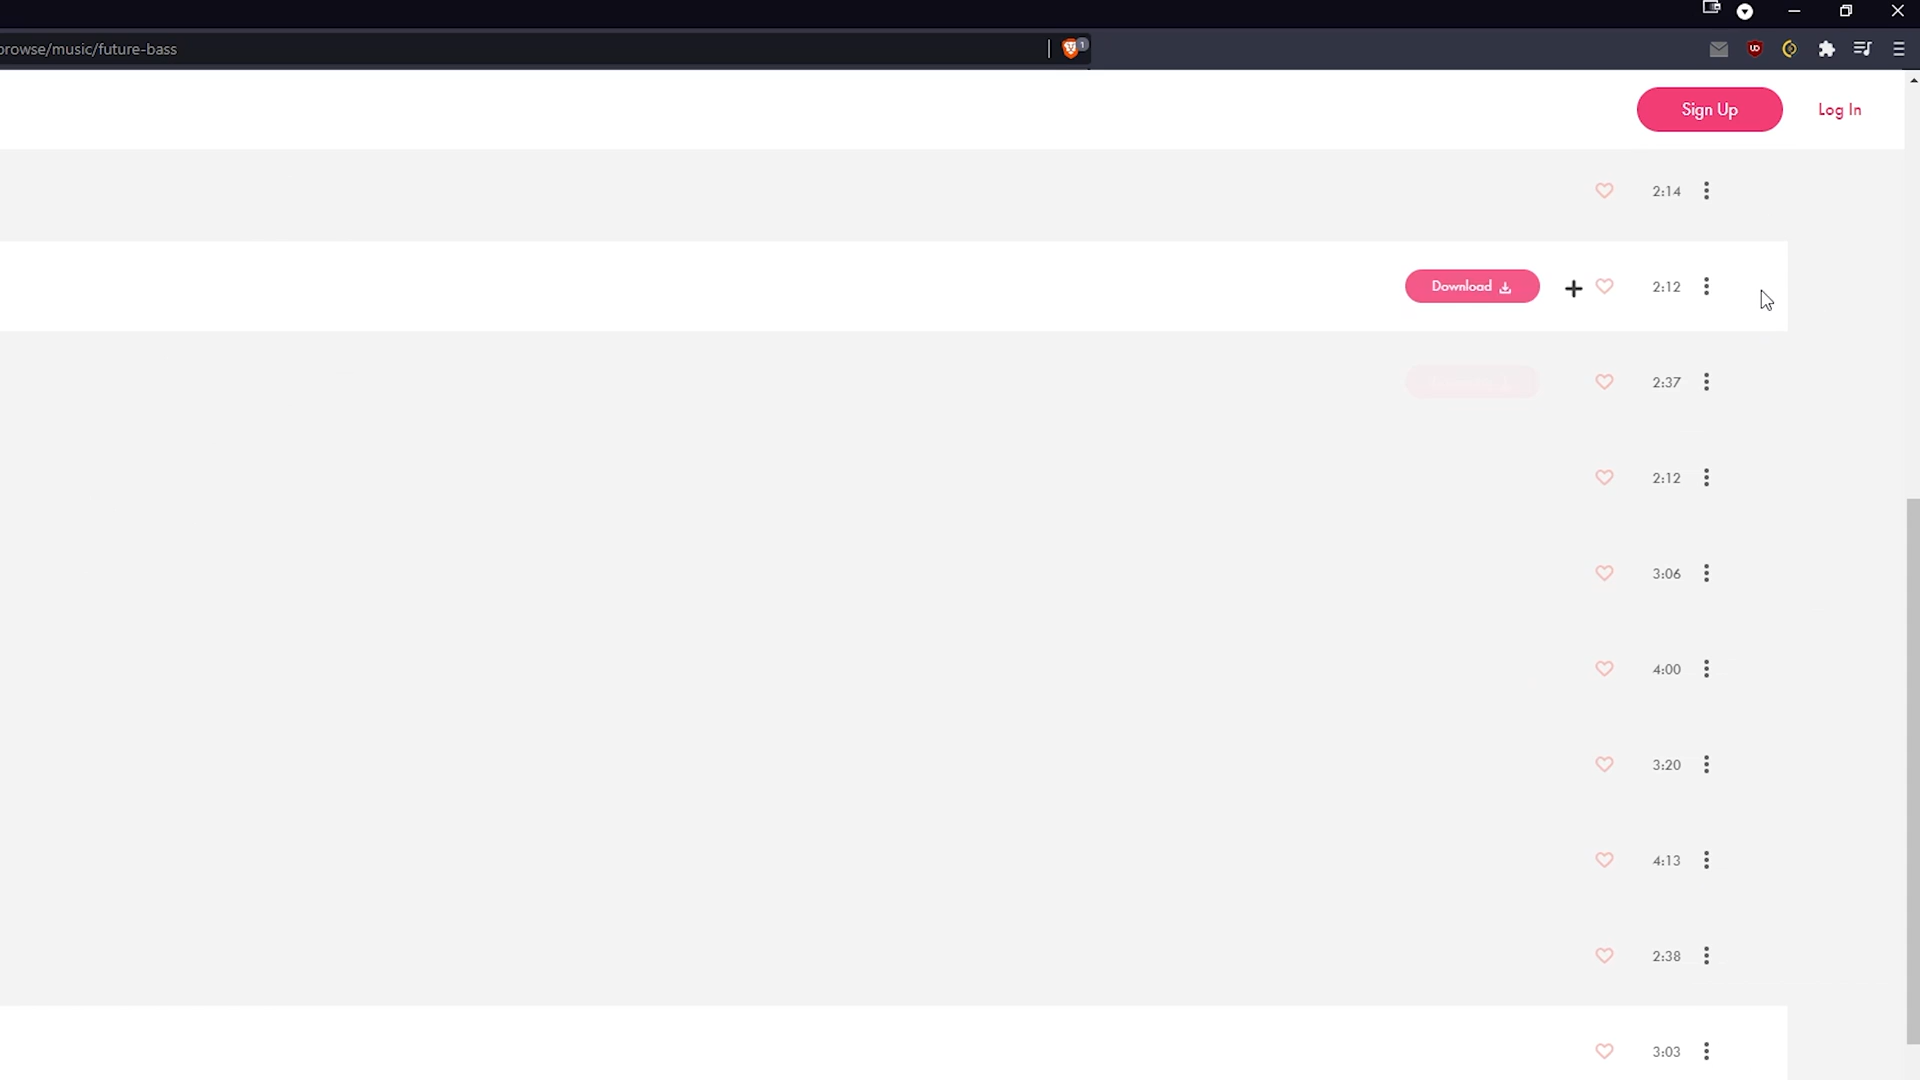 rowse/music/future-bass
1
Sign Up
Log In
2:14
Download
2:12
2:37
2:12
3:06
4:00
3:20
4:13
2:38
3:03